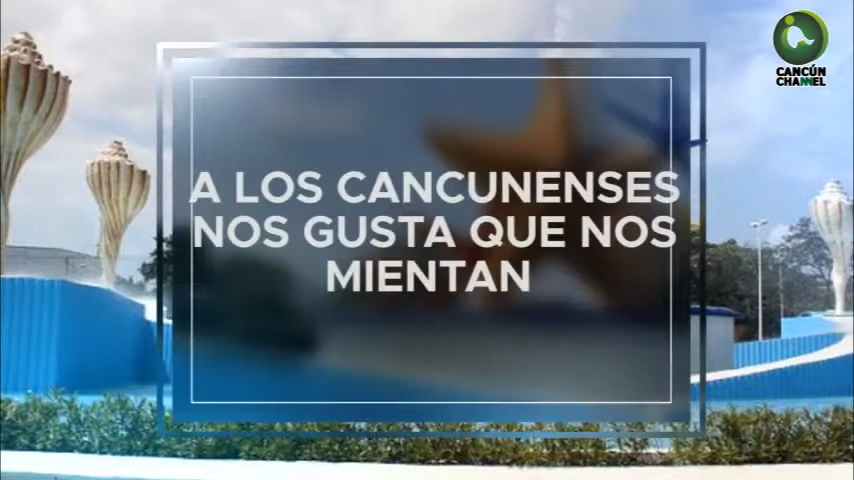 CANCÚN
CHANNEL
A LOS CANCUNENSES
NOS GUSTA QUE NOS
MIENTAN